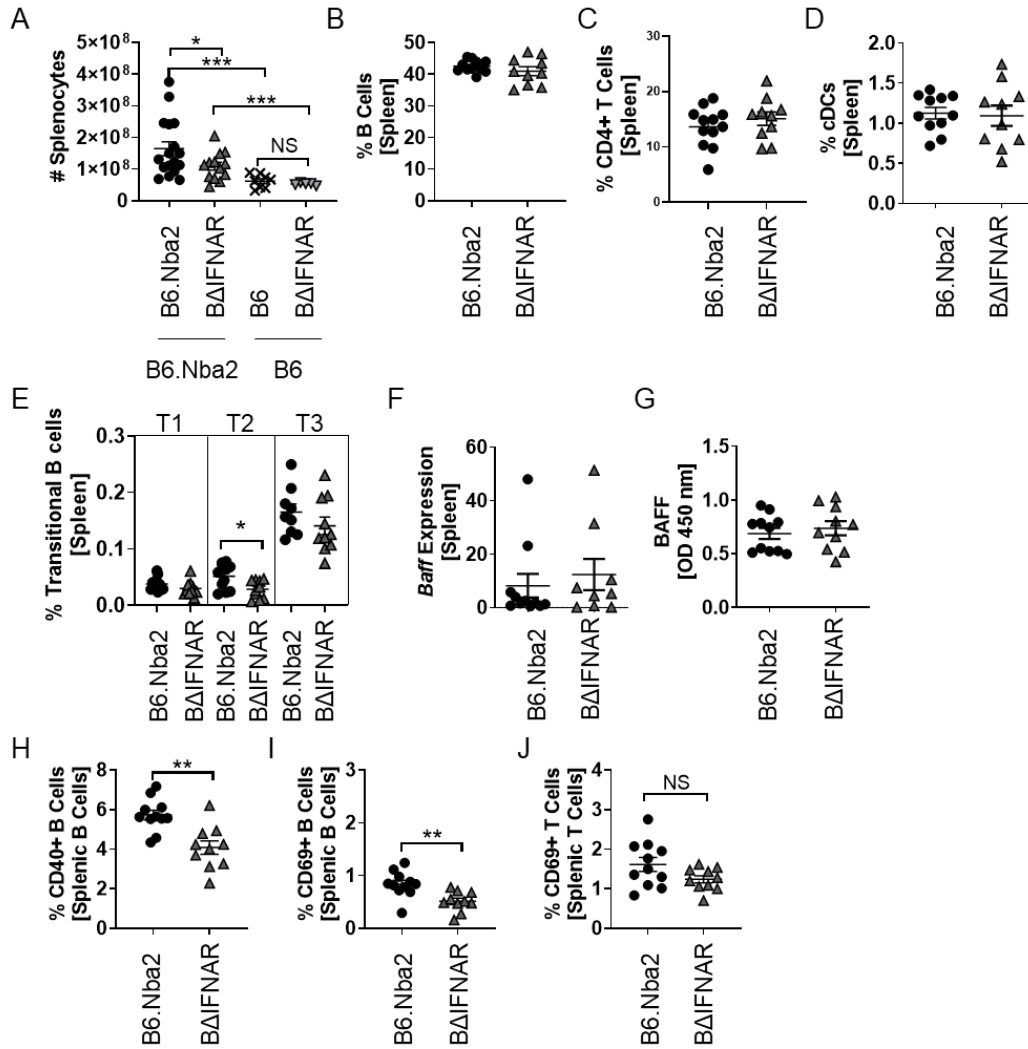 A
# Splenocytes
5×10⁸
4×10⁸
3×10⁸
2×10⁸
1×10⁸
0
*
***
***
NS
B6.Nba2
BΔIFNAR
B6
BΔIFNAR
B6.Nba2
B6
B
% B Cells
[Spleen]
50
40
30
20
10
0
B6.Nba2
BΔIFNAR
C
% CD4+ T Cells
[Spleen]
30
20
10
0
B6.Nba2
BΔIFNAR
D
% cDCs
[Spleen]
2.0
1.5
1.0
0.5
0.0
B6.Nba2
BΔIFNAR
E
% Transitional B cells
[Spleen]
T1
T2
T3
0.3
0.2
0.1
0.0
*
B6.Nba2
BΔIFNAR
B6.Nba2
BΔIFNAR
B6.Nba2
BΔIFNAR
F
Baff Expression
[Spleen]
60
40
20
0
B6.Nba2
BΔIFNAR
G
BAFF
[OD 450 nm]
1.5
1.0
0.5
0.0
B6.Nba2
BΔIFNAR
H
% CD40+ B Cells
[Splenic B Cells]
8
6
4
2
0
**
B6.Nba2
BΔIFNAR
I
% CD69+ B Cells
[Splenic B Cells]
3
2
1
0
**
B6.Nba2
BΔIFNAR
J
% CD69+ T Cells
[Splenic T Cells]
4
3
2
1
0
NS
B6.Nba2
BΔIFNAR